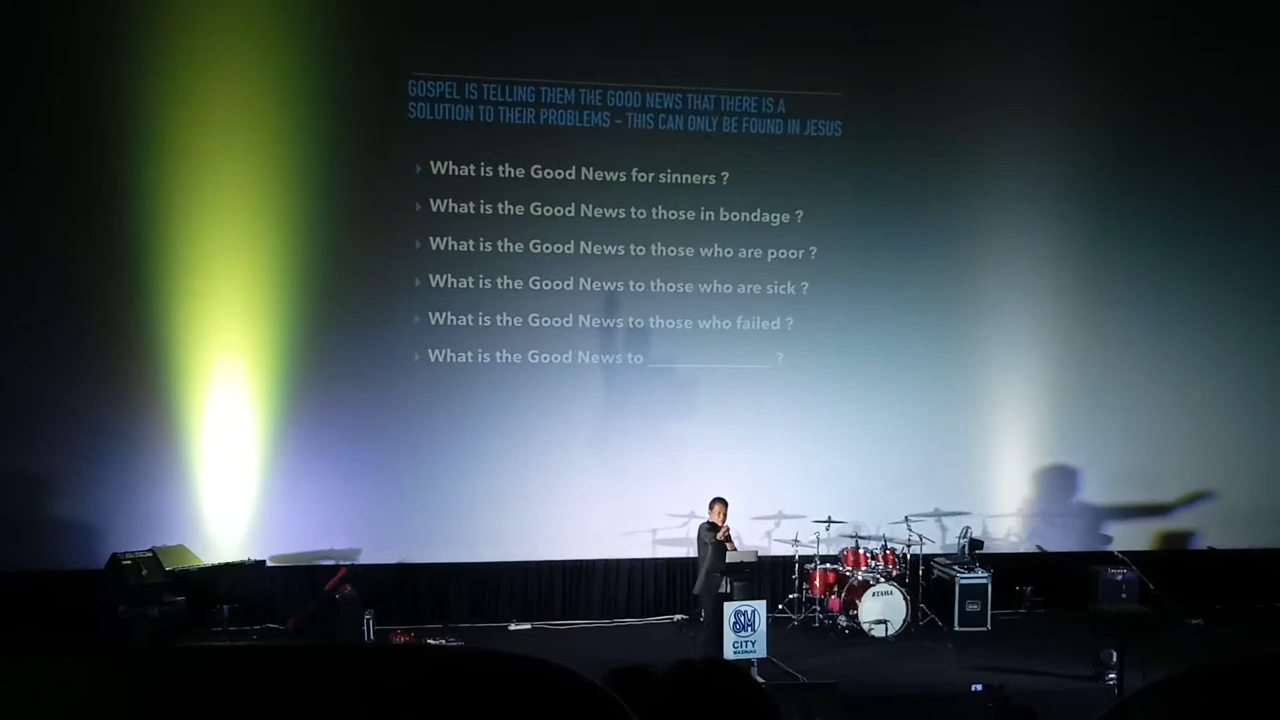 GOSPEL IS TELLING THEM THE GOOD NEWS THAT THERE IS A
SOLUTION TO THEIR PROBLEMS – THIS CAN ONLY BE FOUND IN JESUS
What is the Good News for sinners ?
What is the Good News to those in bondage ?
What is the Good News to those who are poor ?
What is the Good News to those who are sick ?
What is the Good News to those who failed ?
What is the Good News to ______________ ?
TAMA
SM
CITY
MASINAG